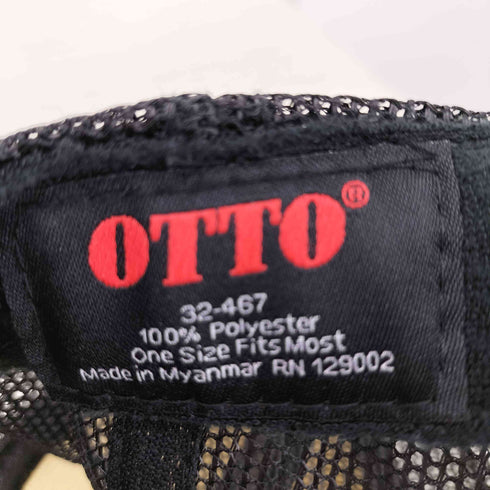 OTTO®
32-467
100% Polyester
One Size Fits Most
Made in Myanmar RN 129002